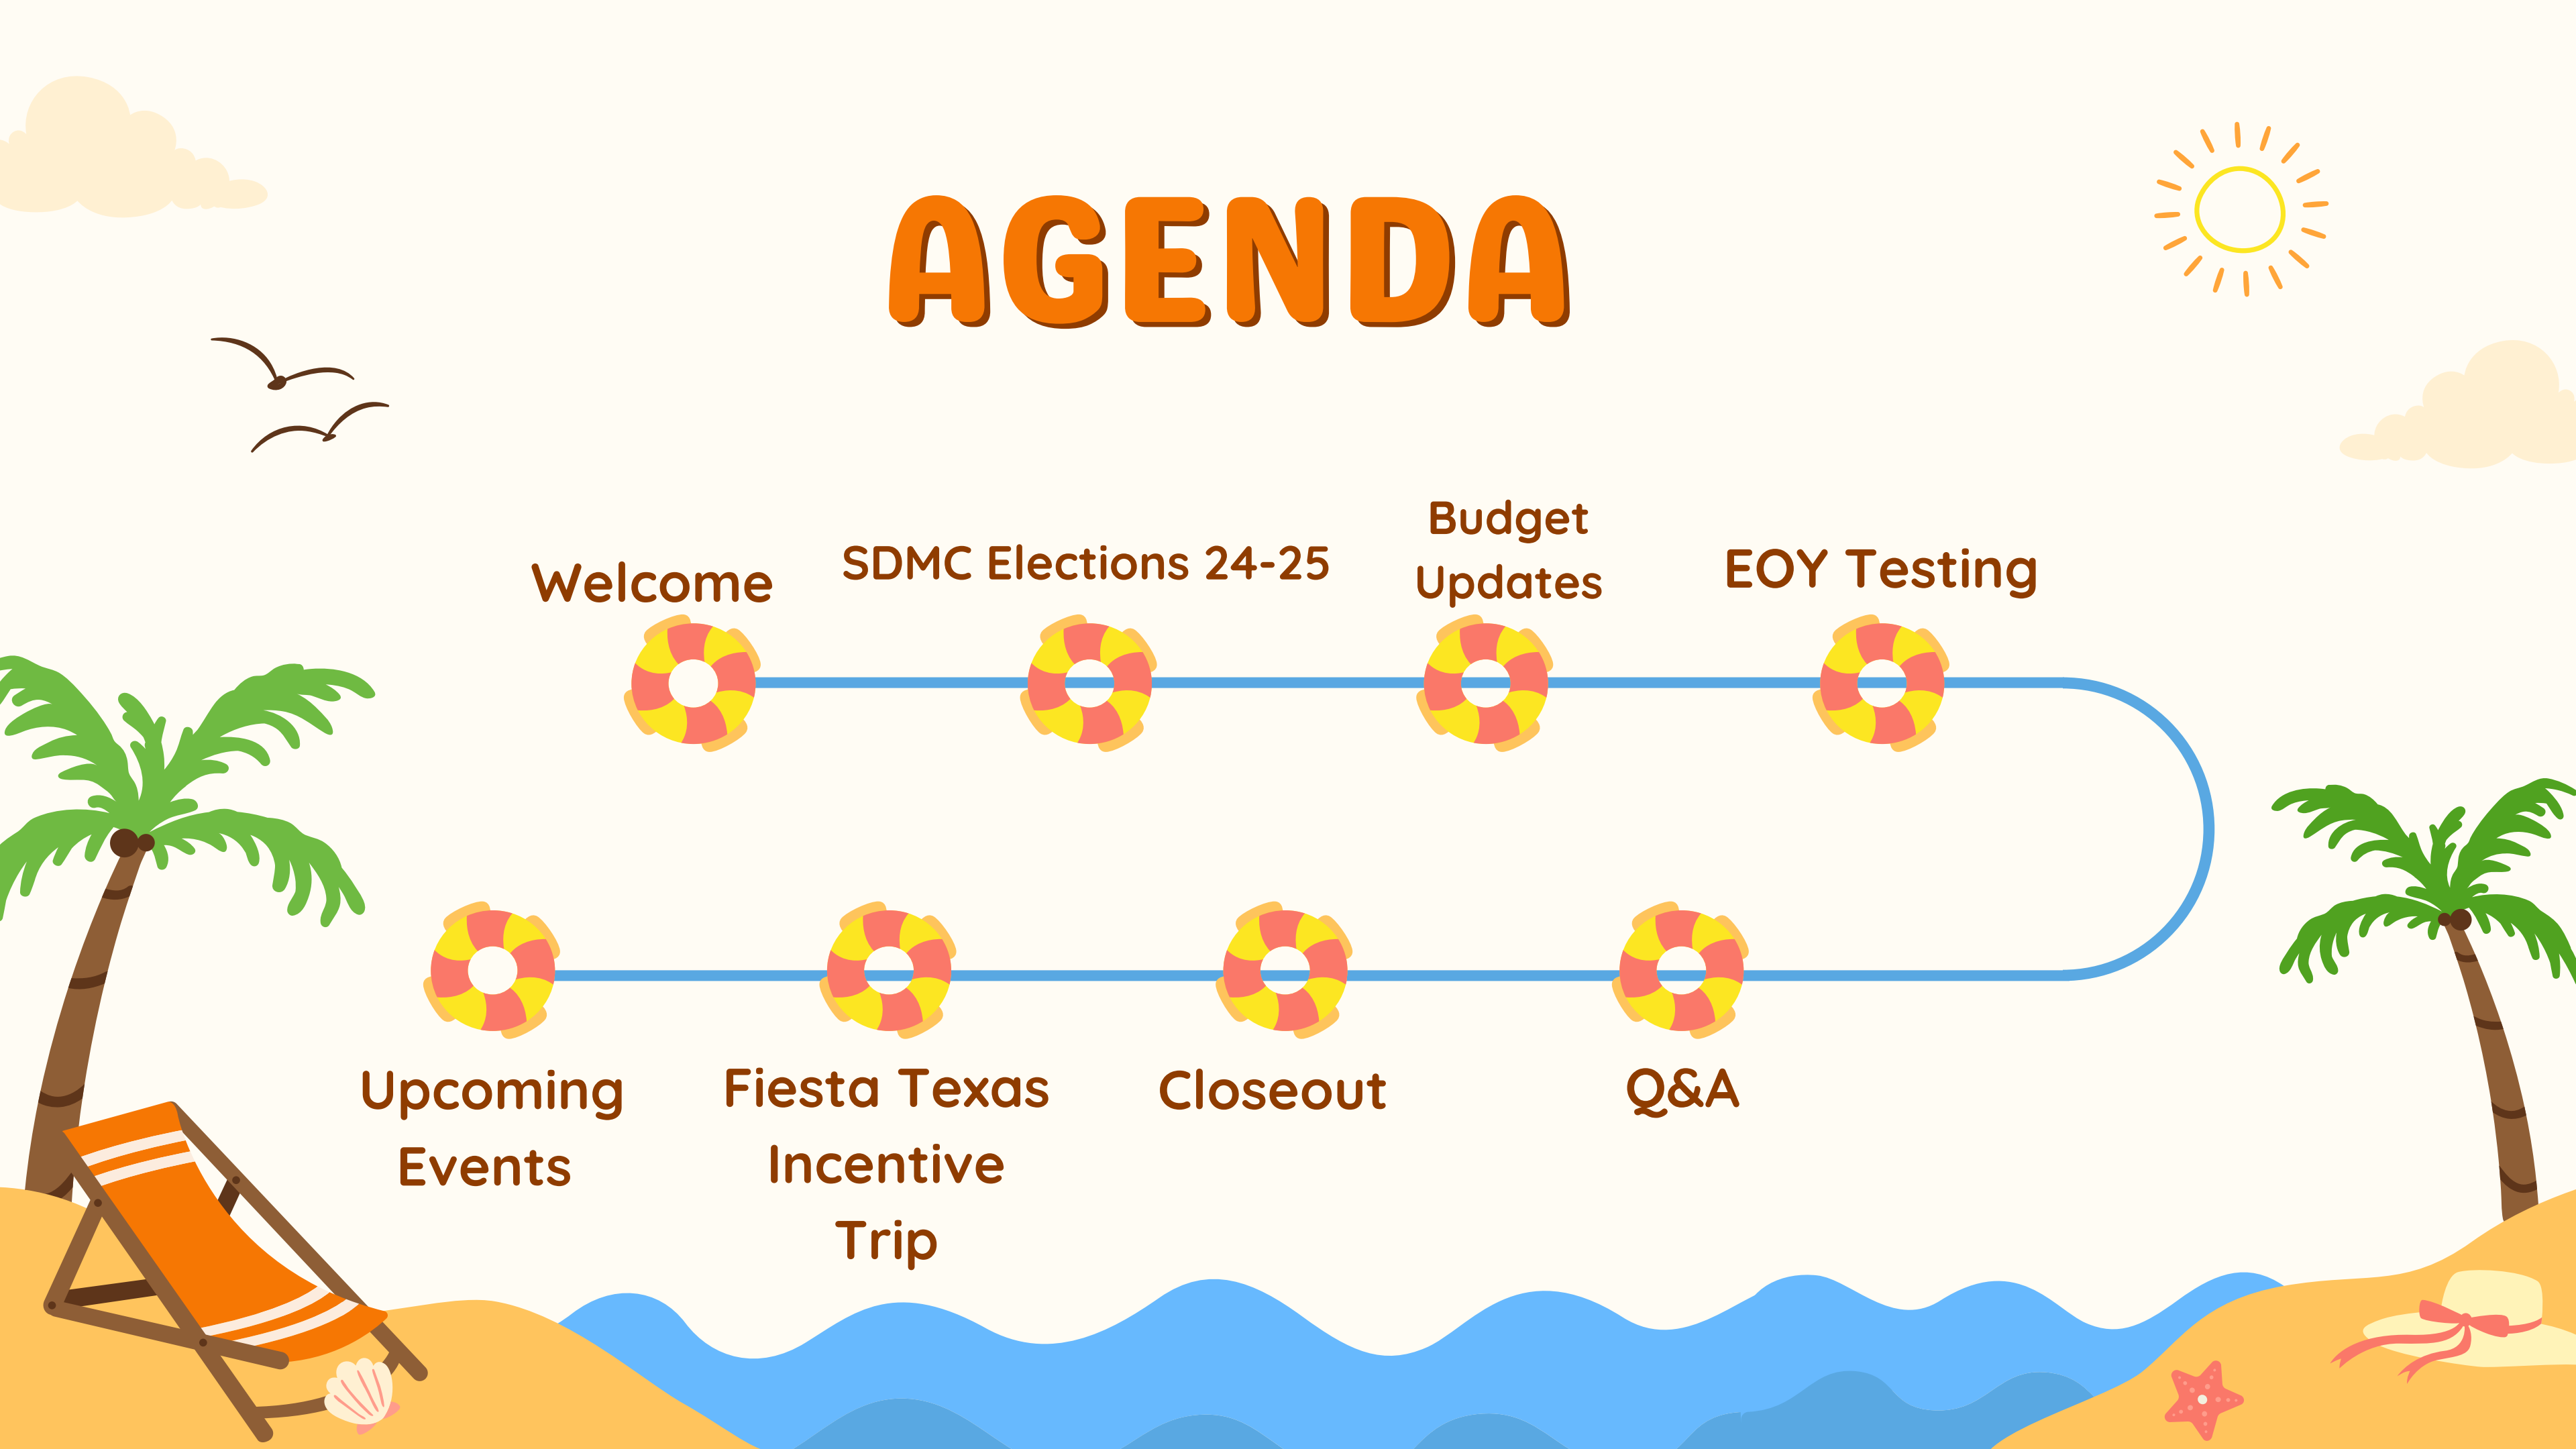 AGENDA
Welcome
SDMC Elections 24-25
Budget
Updates
EOY Testing
Upcoming
Events
Fiesta Texas
Incentive
Trip
Closeout
Q&A